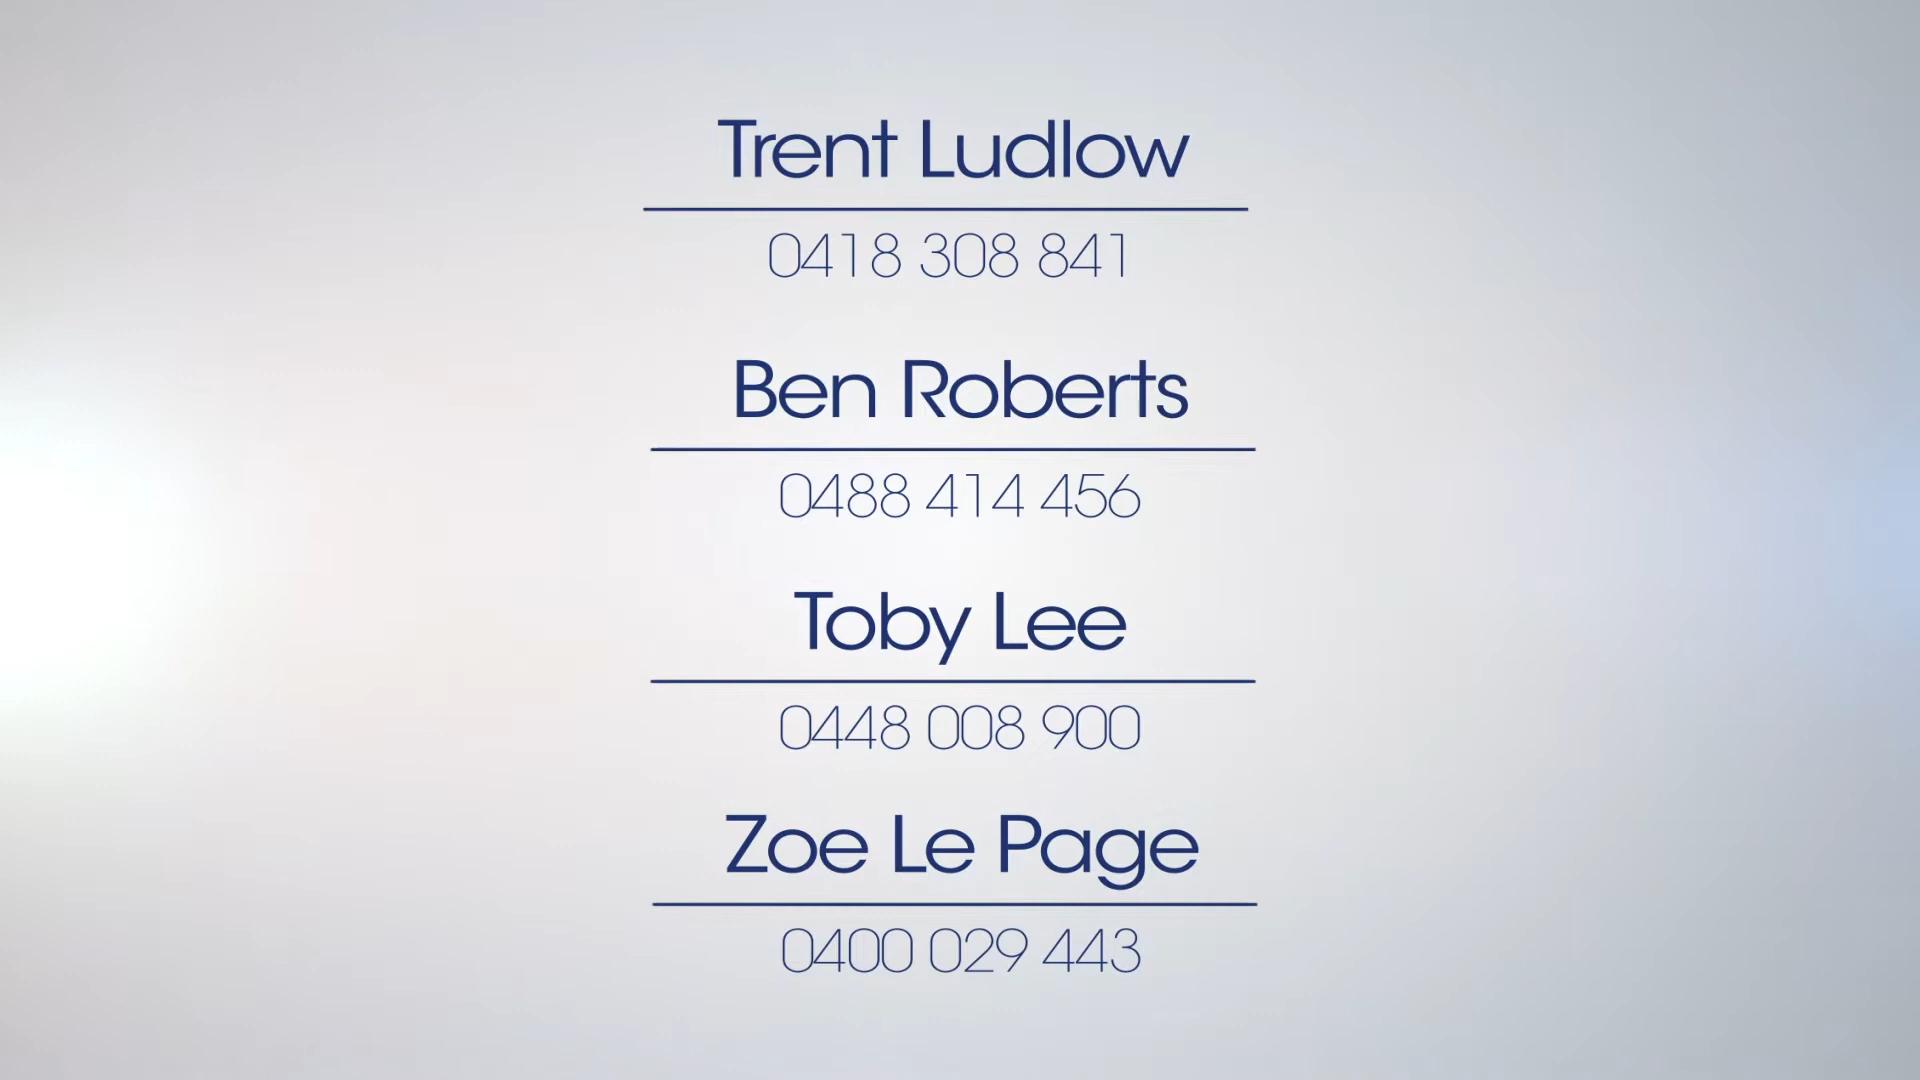 Trent Ludlow
0418 308 841
Ben Roberts
0488 414 456
Toby Lee
0448 008 900
Zoe Le Page
0400 029 443